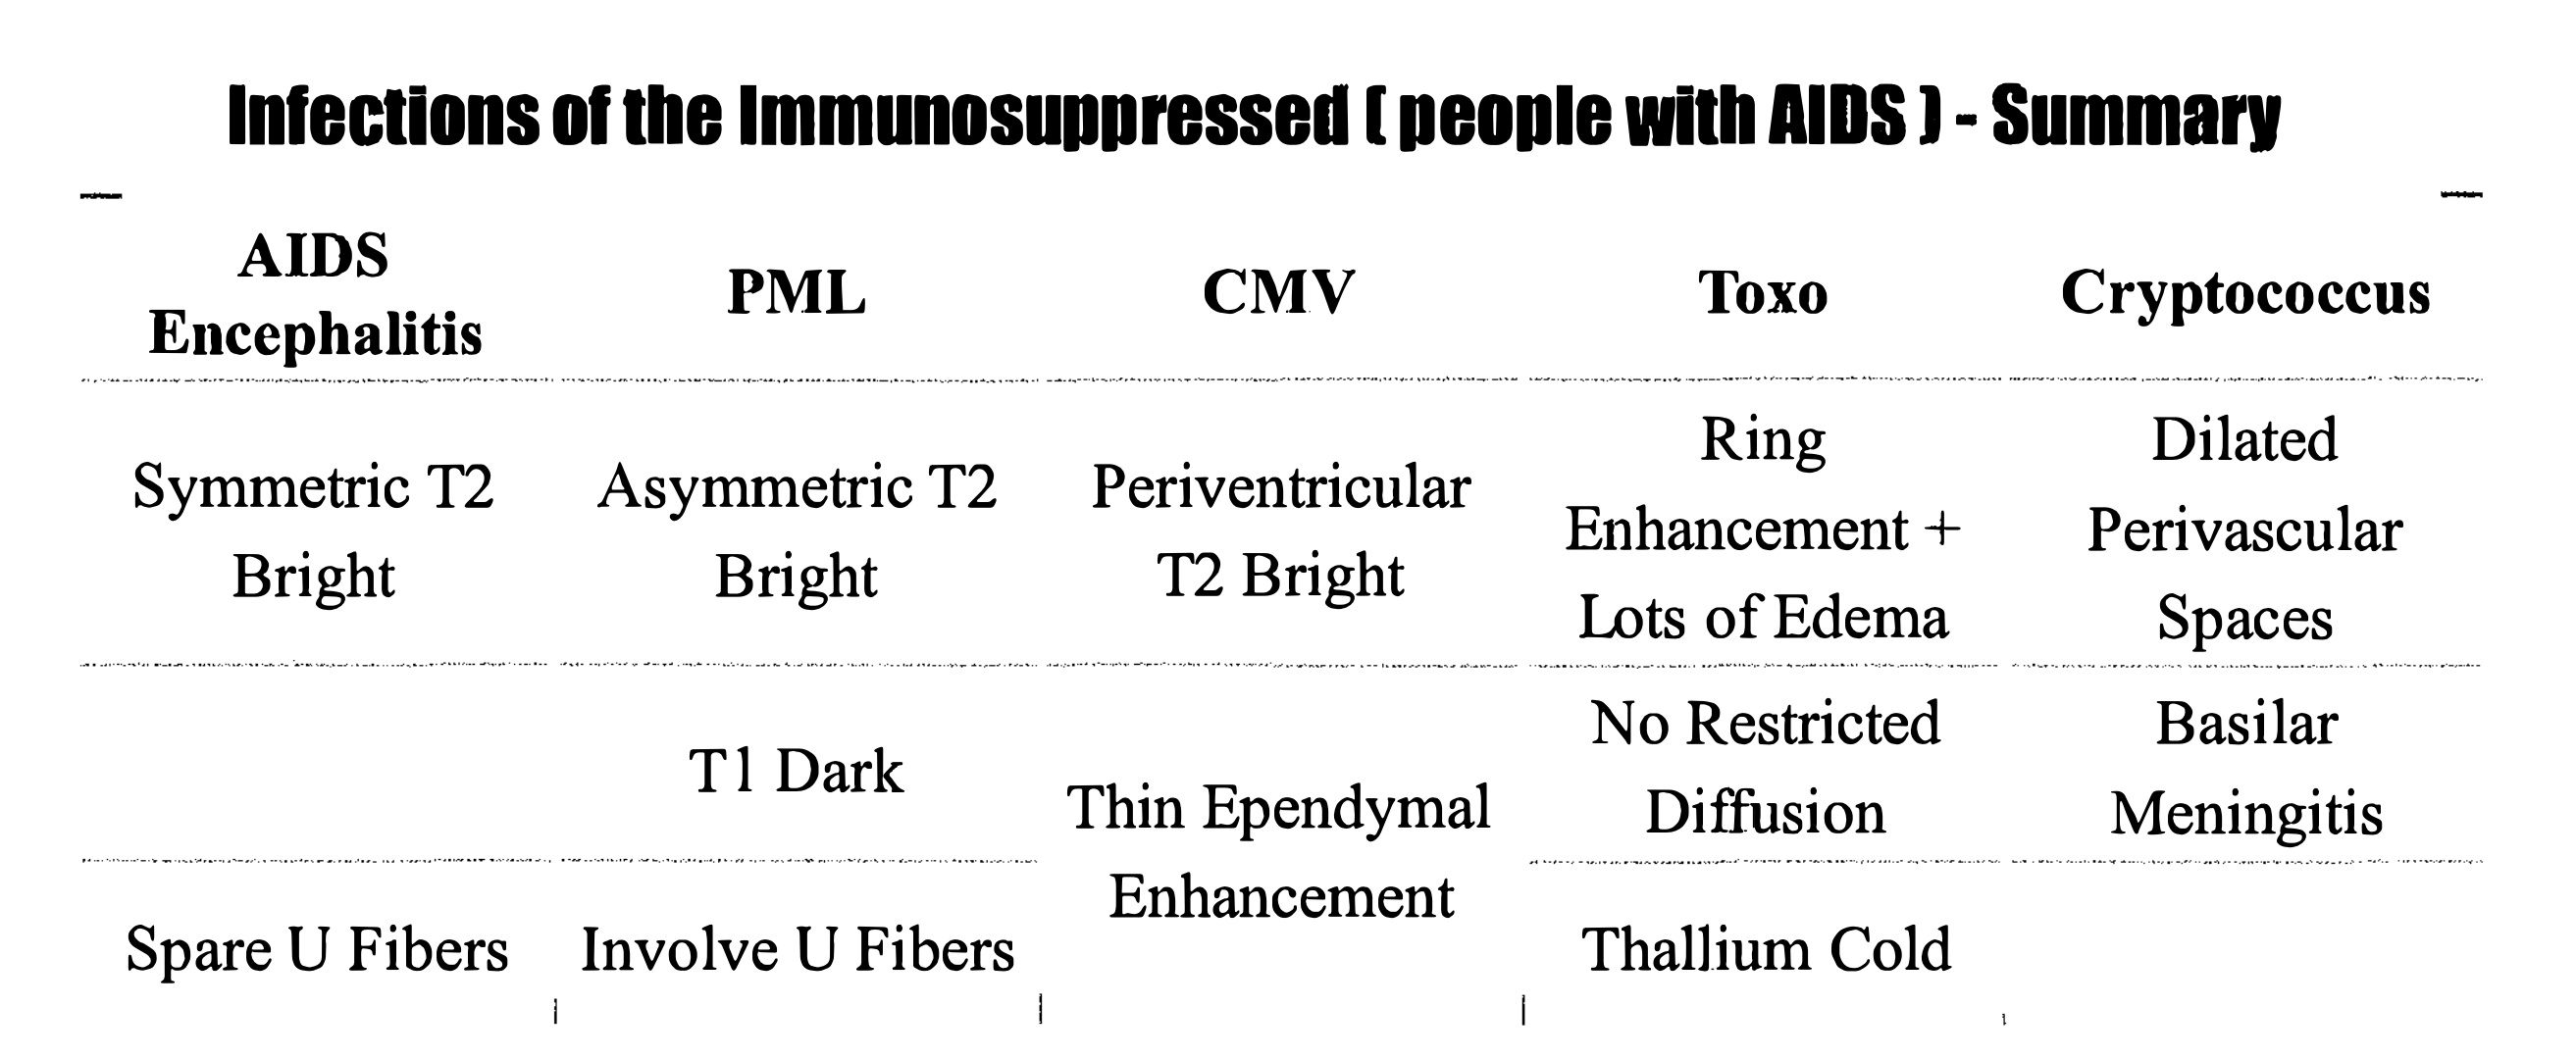 Infections of the Immunosuppressed ( people with AIDS ) - Summary
AIDS
Encephalitis
PML
CMV
Toxo
Cryptococcus
Symmetric T2
Bright
Asymmetric T2
Bright
Periventricular
T2 Bright
Ring
Enhancement +
Lots of Edema
Dilated
Perivascular
Spaces
T1 Dark
Thin Ependymal
Enhancement
No Restricted
Diffusion
Basilar
Meningitis
Spare U Fibers
Involve U Fibers
Thallium Cold